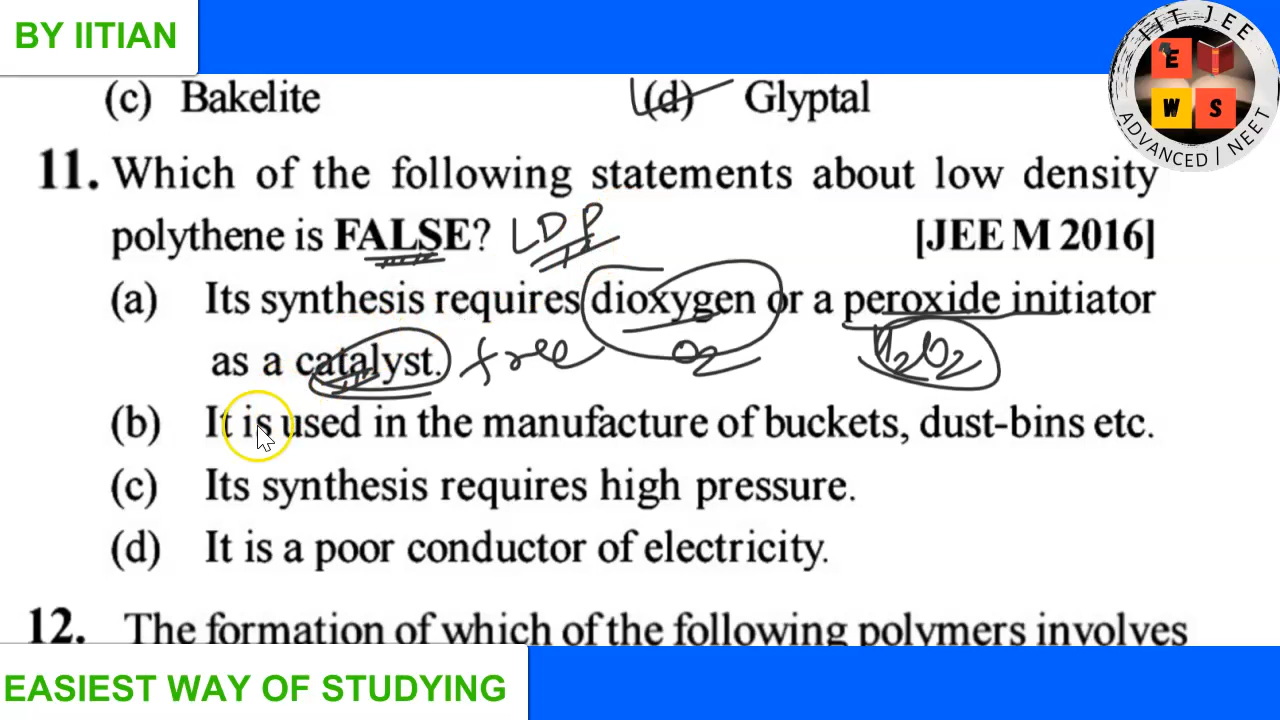 BY IITIAN
IIT JEE
E
W S
ADVANCED | NEET
(c) Bakelite (d) Glyptal
11. Which of the following statements about low density
polythene is FALSE? LDP [JEE M 2016]
(a) Its synthesis requires dioxygen or a peroxide initiator
as a catalyst. free O2 H2O2
(b) It is used in the manufacture of buckets, dust-bins etc.
(c) Its synthesis requires high pressure.
(d) It is a poor conductor of electricity.
12. The formation of which of the following polymers involves
EASIEST WAY OF STUDYING